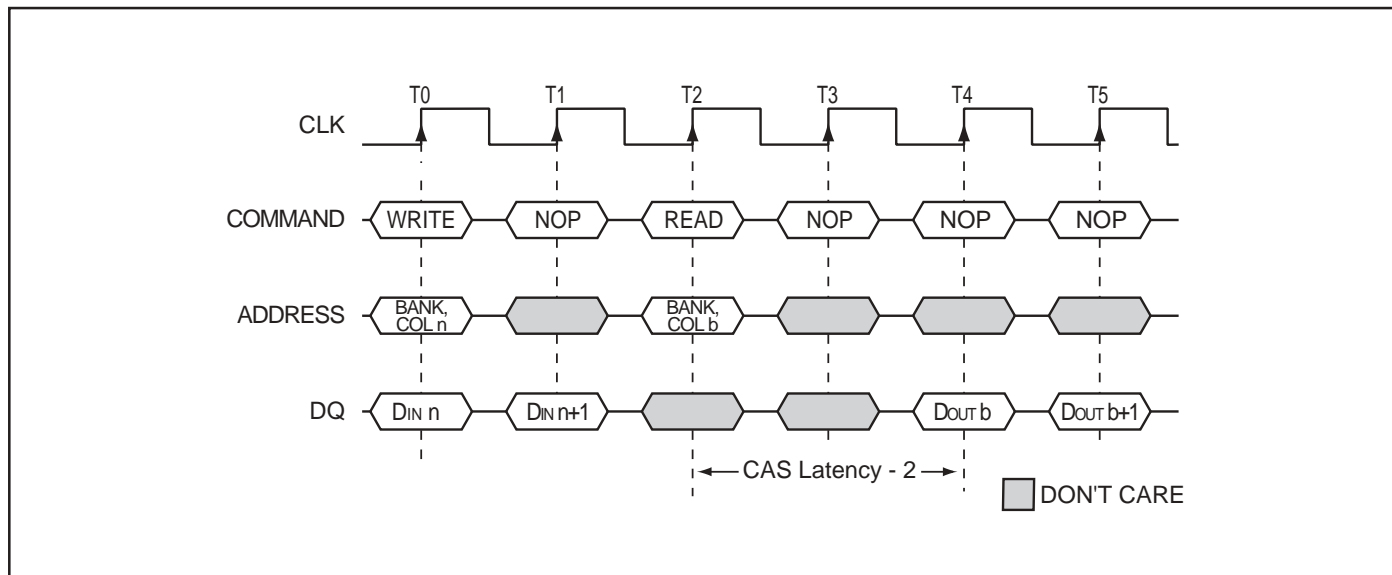 T0 T1 T2 T3 T4 T5
CLK
COMMAND WRITE NOP READ NOP NOP NOP
ADDRESS BANK, COL n BANK, COL b
DQ DIN n DIN n+1 DOUT b DOUT b+1
CAS Latency - 2
DON'T CARE